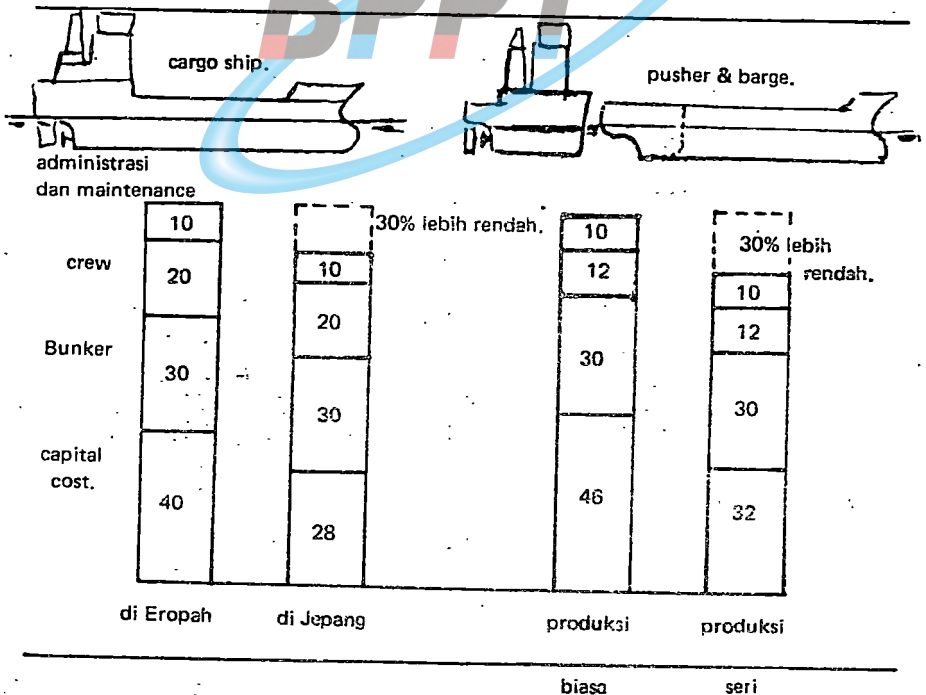 BPPT
cargo ship.
pusher & barge.
administrasi
dan maintenance
crew
Bunker
capital
cost.
10
20
30
40
30% lebih rendah.
10
20
30
28
10
12
30
46
30% lebih
rendah.
10
12
30
32
di Eropah
di Jepang
produksi
produksi
biasa
seri